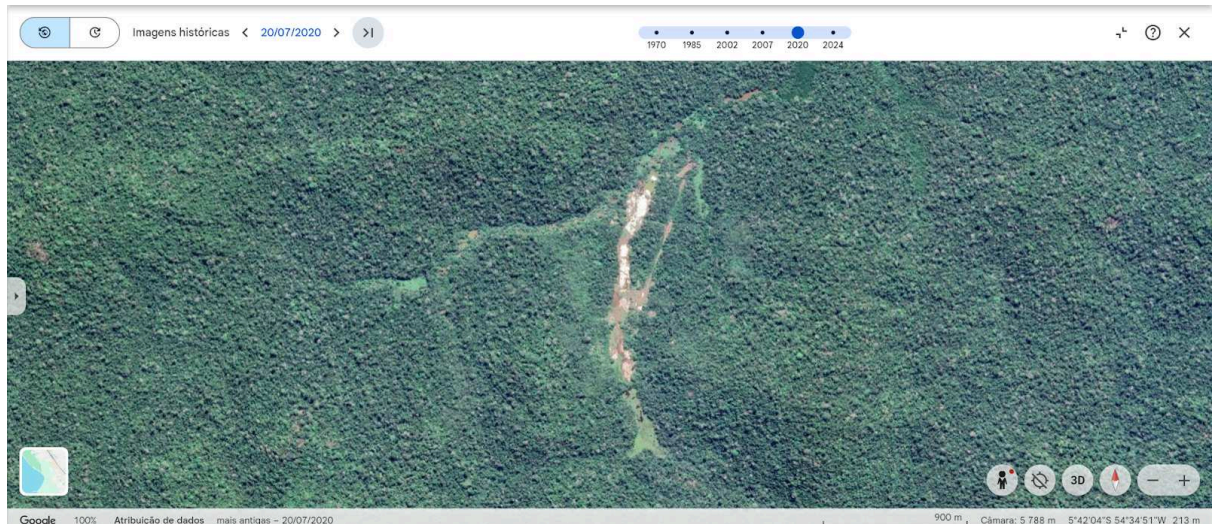 Imagens históricas 20/07/2020
1970 1985 2002 2007 2020 2024
3D
Google 100% Atribuição de dados mais antigas – 20/07/2020 900 m Câmara: 5 788 m 5°42'04"S 54°34'51"W 213 m